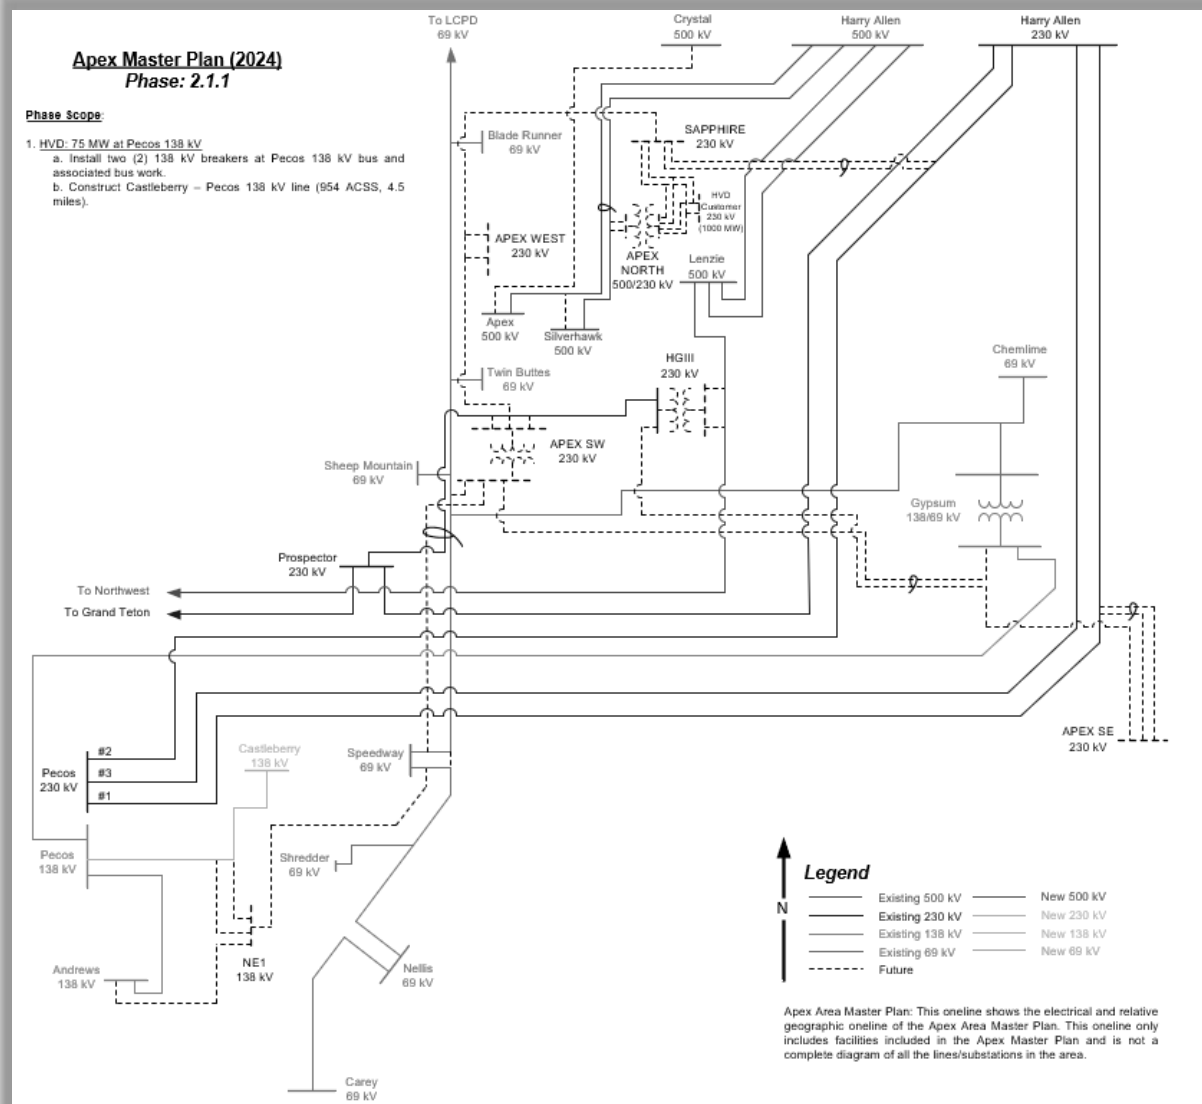 To LCPD
69 kV
Crystal
500 kV
Harry Allen
500 kV
Harry Allen
230 kV
Apex Master Plan (2024)
Phase: 2.1.1
Phase Scope:
1. HVD: 75 MW at Pecos 138 kV
a. Install two (2) 138 kV breakers at Pecos 138 kV bus and
associated bus work.
b. Construct Castleberry – Pecos 138 kV line (954 ACSS, 4.5
miles).
Blade Runner
69 kV
SAPPHIRE
230 kV
HVD
Customer
230 kV
(1000 MW)
APEX WEST
230 kV
APEX
NORTH
500/230 kV
Lenzie
500 kV
Apex
500 kV
Silverhawk
500 kV
HGIII
230 kV
Chemlime
69 kV
Twin Buttes
69 kV
APEX SW
230 kV
Sheep Mountain
69 kV
Gypsum
138/69 kV
Prospector
230 kV
To Northwest
To Grand Teton
APEX SE
230 kV
Pecos
230 kV
#2
#3
#1
Castleberry
138 kV
Speedway
69 kV
Pecos
138 kV
Shredder
69 kV
Andrews
138 kV
NE1
138 kV
Nellis
69 kV
Carey
69 kV
N
Legend
Existing 500 kV
New 500 kV
Existing 230 kV
New 230 kV
Existing 138 kV
New 138 kV
Existing 69 kV
New 69 kV
Future
Apex Area Master Plan: This oneline shows the electrical and relative
geographic oneline of the Apex Area Master Plan. This oneline only
includes facilities included in the Apex Master Plan and is not a
complete diagram of all the lines/substations in the area.